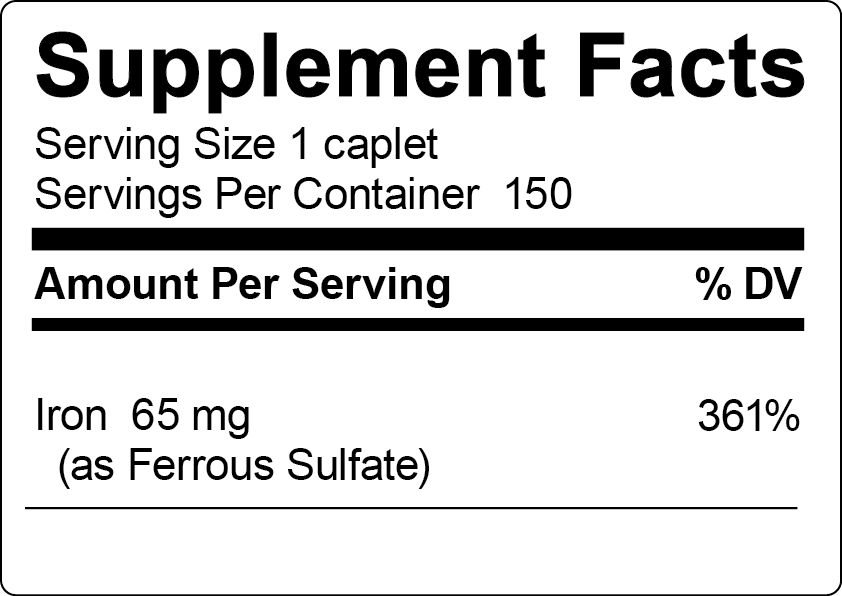 Supplement Facts
Serving Size 1 caplet
Servings Per Container 150
Amount Per Serving % DV
Iron 65 mg 361%
(as Ferrous Sulfate)